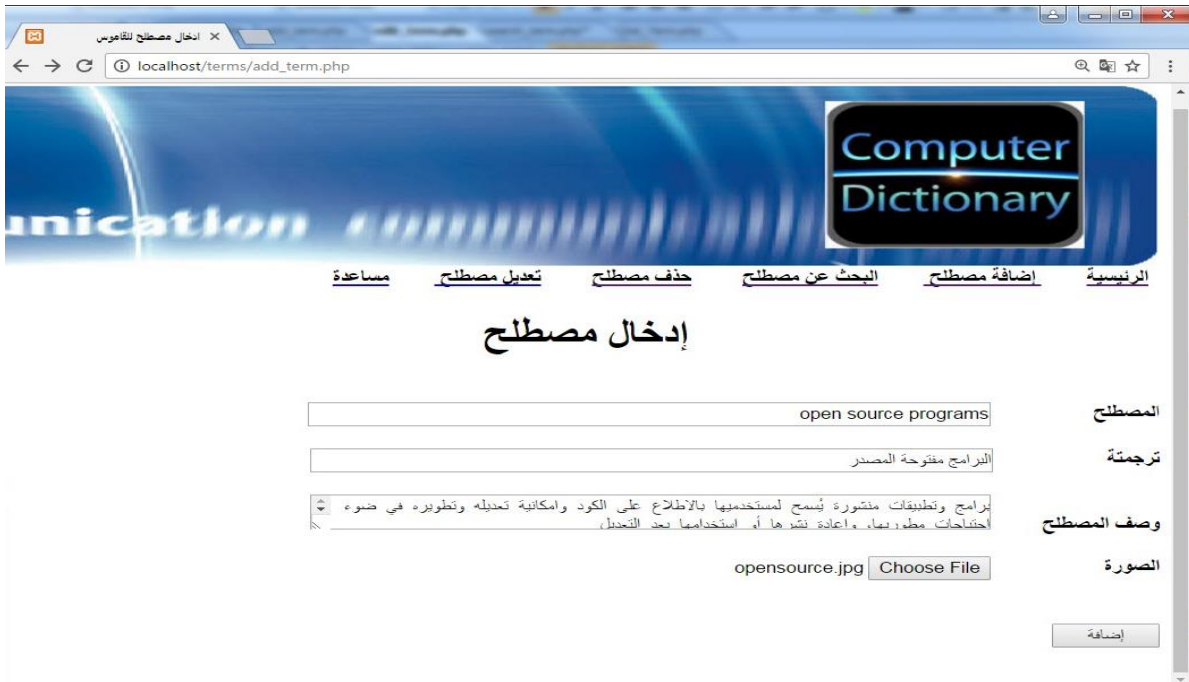 ادخال مصطلح للقاموس
localhost/terms/add_term.php
Computer
Dictionary
unication
الرئيسية إضافة مصطلح البحث عن مصطلح حذف مصطلح تعديل مصطلح مساعدة
إدخال مصطلح
المصطلح open source programs
ترجمتة البرامج مفتوحة المصدر
وصف المصطلح
برامج وتطبيقات منشورة يُسمح لمستخدميها بالاطلاع على الكود وامكانية تعديله وتطويره في ضوء
احتياجات مطوريها، وإعادة نشرها أو استخدامها بعد التعديل
الصورة Choose File opensource.jpg
إضافة